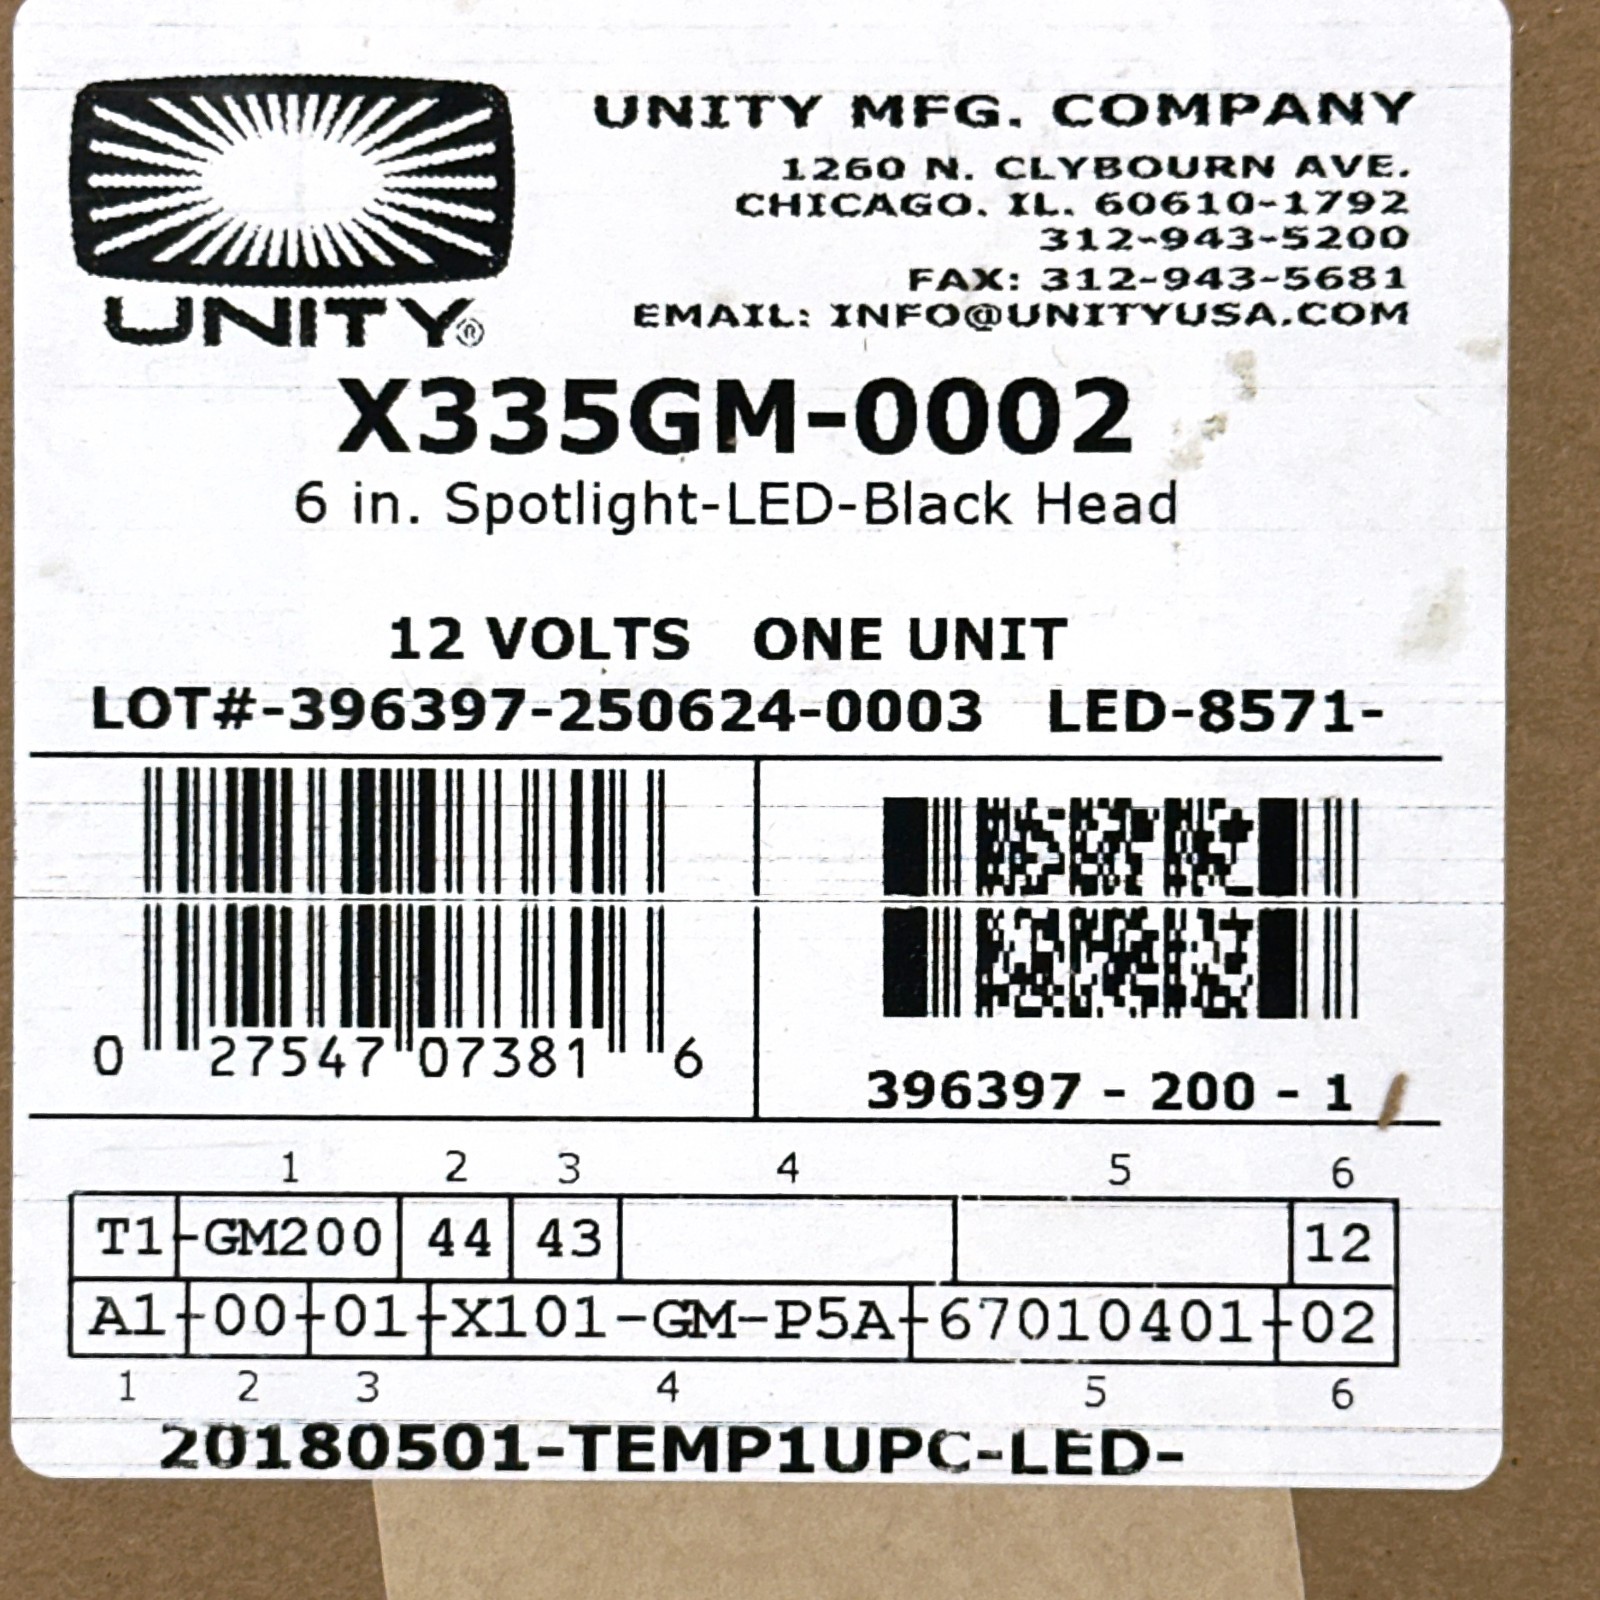 UNITY®
UNITY MFG. COMPANY
1260 N. CLYBOURN AVE.
CHICAGO. IL. 60610-1792
312-943-5200
FAX: 312-943-5681
EMAIL: INFO@UNITYUSA.COM
X335GM-0002
6 in. Spotlight-LED-Black Head
12 VOLTS ONE UNIT
LOT#-396397-250624-0003 LED-8571-
0 27547 07381 6
396397 - 200 - 1
1 2 3 4 5 6
T1 -GM200 44 43 12
A1 -00 -01 -X101-GM-P5A -67010401 -02
1 2 3 4 5 6
20180501-TEMP1UPC-LED-